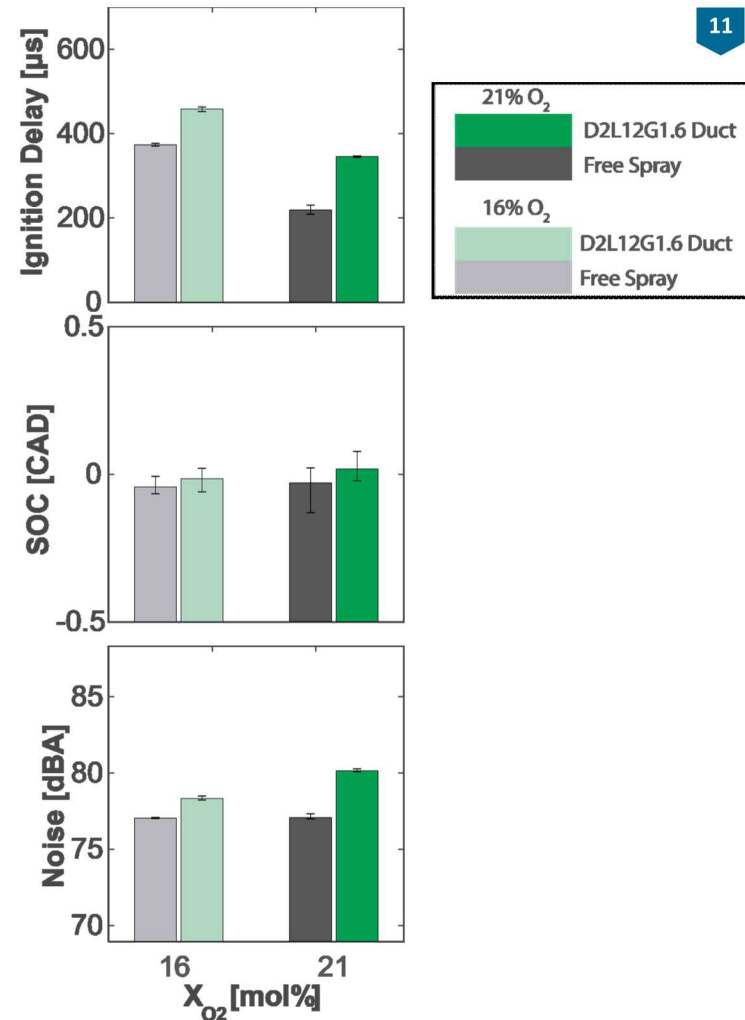 11
600
400
200
0
Ignition Delay [µs]
21% O2
D2L12G1.6 Duct
Free Spray
16% O2
D2L12G1.6 Duct
Free Spray
0.5
0
-0.5
SOC [CAD]
85
80
75
70
Noise [dBA]
16 21
XO2 [mol%]